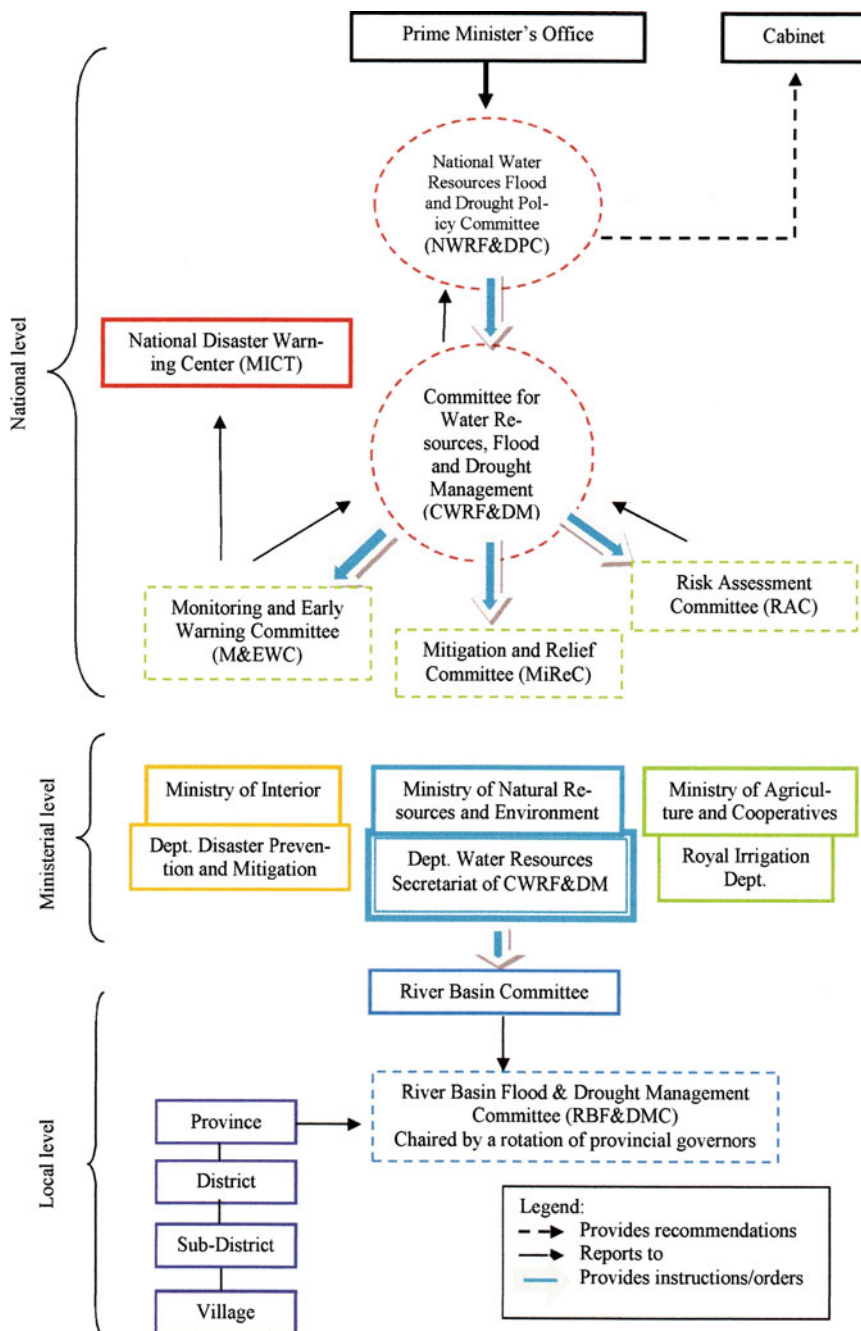 Prime Minister's Office
Cabinet
National Water
Resources Flood
and Drought Pol-
icy Committee
(NWRF&DPC)
National level
National Disaster Warn-
ing Center (MICT)
Committee for
Water Re-
sources, Flood
and Drought
Management
(CWRF&DM)
Monitoring and Early
Warning Committee
(M&EWC)
Mitigation and Relief
Committee (MiReC)
Risk Assessment
Committee (RAC)
Ministerial level
Ministry of Interior
Dept. Disaster Preven-
tion and Mitigation
Ministry of Natural Re-
sources and Environment
Dept. Water Resources
Secretariat of CWRF&DM
Ministry of Agricul-
ture and Cooperatives
Royal Irrigation
Dept.
Local level
River Basin Committee
River Basin Flood & Drought Management
Committee (RBF&DMC)
Chaired by a rotation of provincial governors
Province
District
Sub-District
Village
Legend:
Provides recommendations
Reports to
Provides instructions/orders